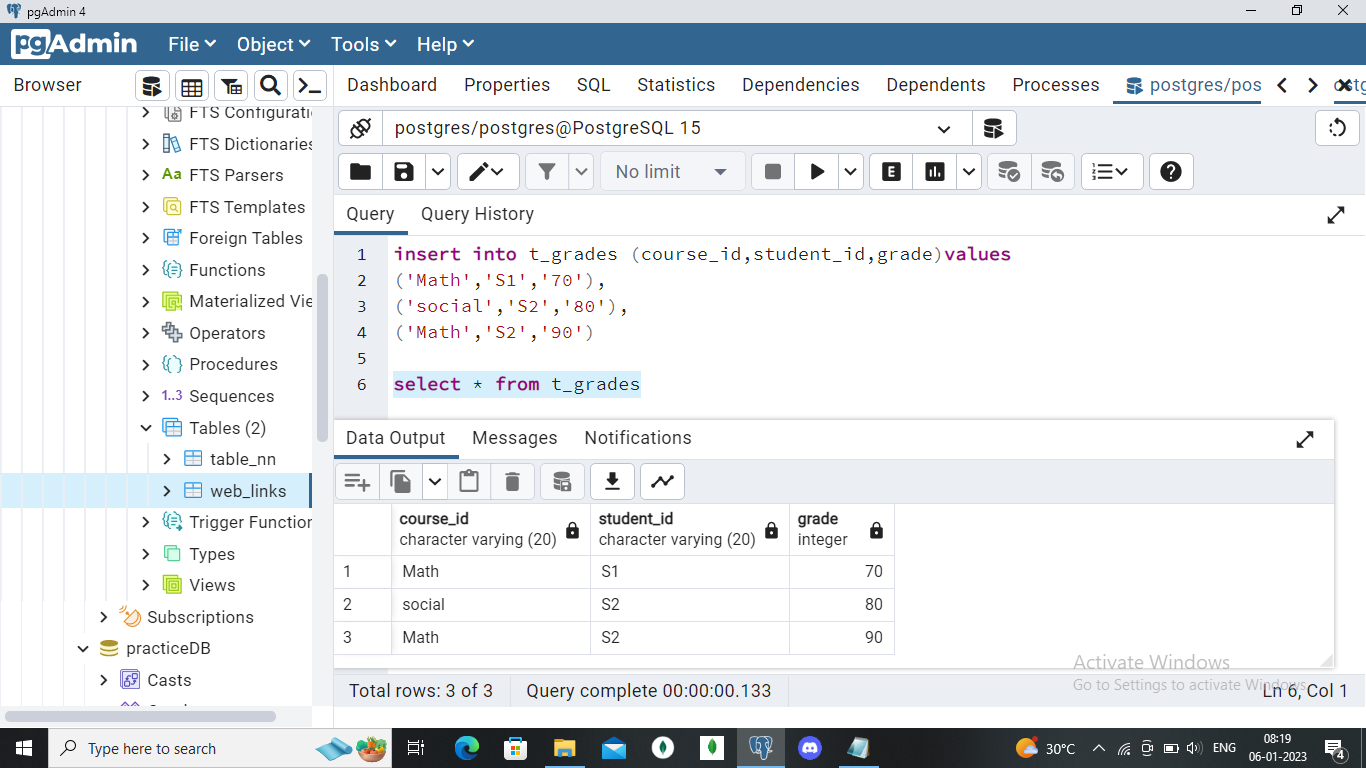 pgAdmin 4
pgAdmin File Object Tools Help
Browser
Dashboard Properties SQL Statistics Dependencies Dependents Processes postgres/pos
FTS Configurati
FTS Dictionaries
Aa FTS Parsers
FTS Templates
Foreign Tables
Functions
Materialized Vie
Operators
Procedures
1..3 Sequences
Tables (2)
table_nn
web_links
Trigger Function
Types
Views
Subscriptions
practiceDB
Casts
postgres/postgres@PostgreSQL 15
No limit E
Query Query History
1 insert into t_grades (course_id,student_id,grade)values
2 ('Math','S1','70'),
3 ('social','S2','80'),
4 ('Math','S2','90')
5
6 select * from t_grades
Data Output Messages Notifications
course_id student_id grade
character varying (20) character varying (20) integer
1 Math S1 70
2 social S2 80
3 Math S2 90
Activate Windows
Go to Settings to activate Windows.
Total rows: 3 of 3 Query complete 00:00:00.133 Ln 6, Col 1
Type here to search 30°C ENG 08:19
06-01-2023 4